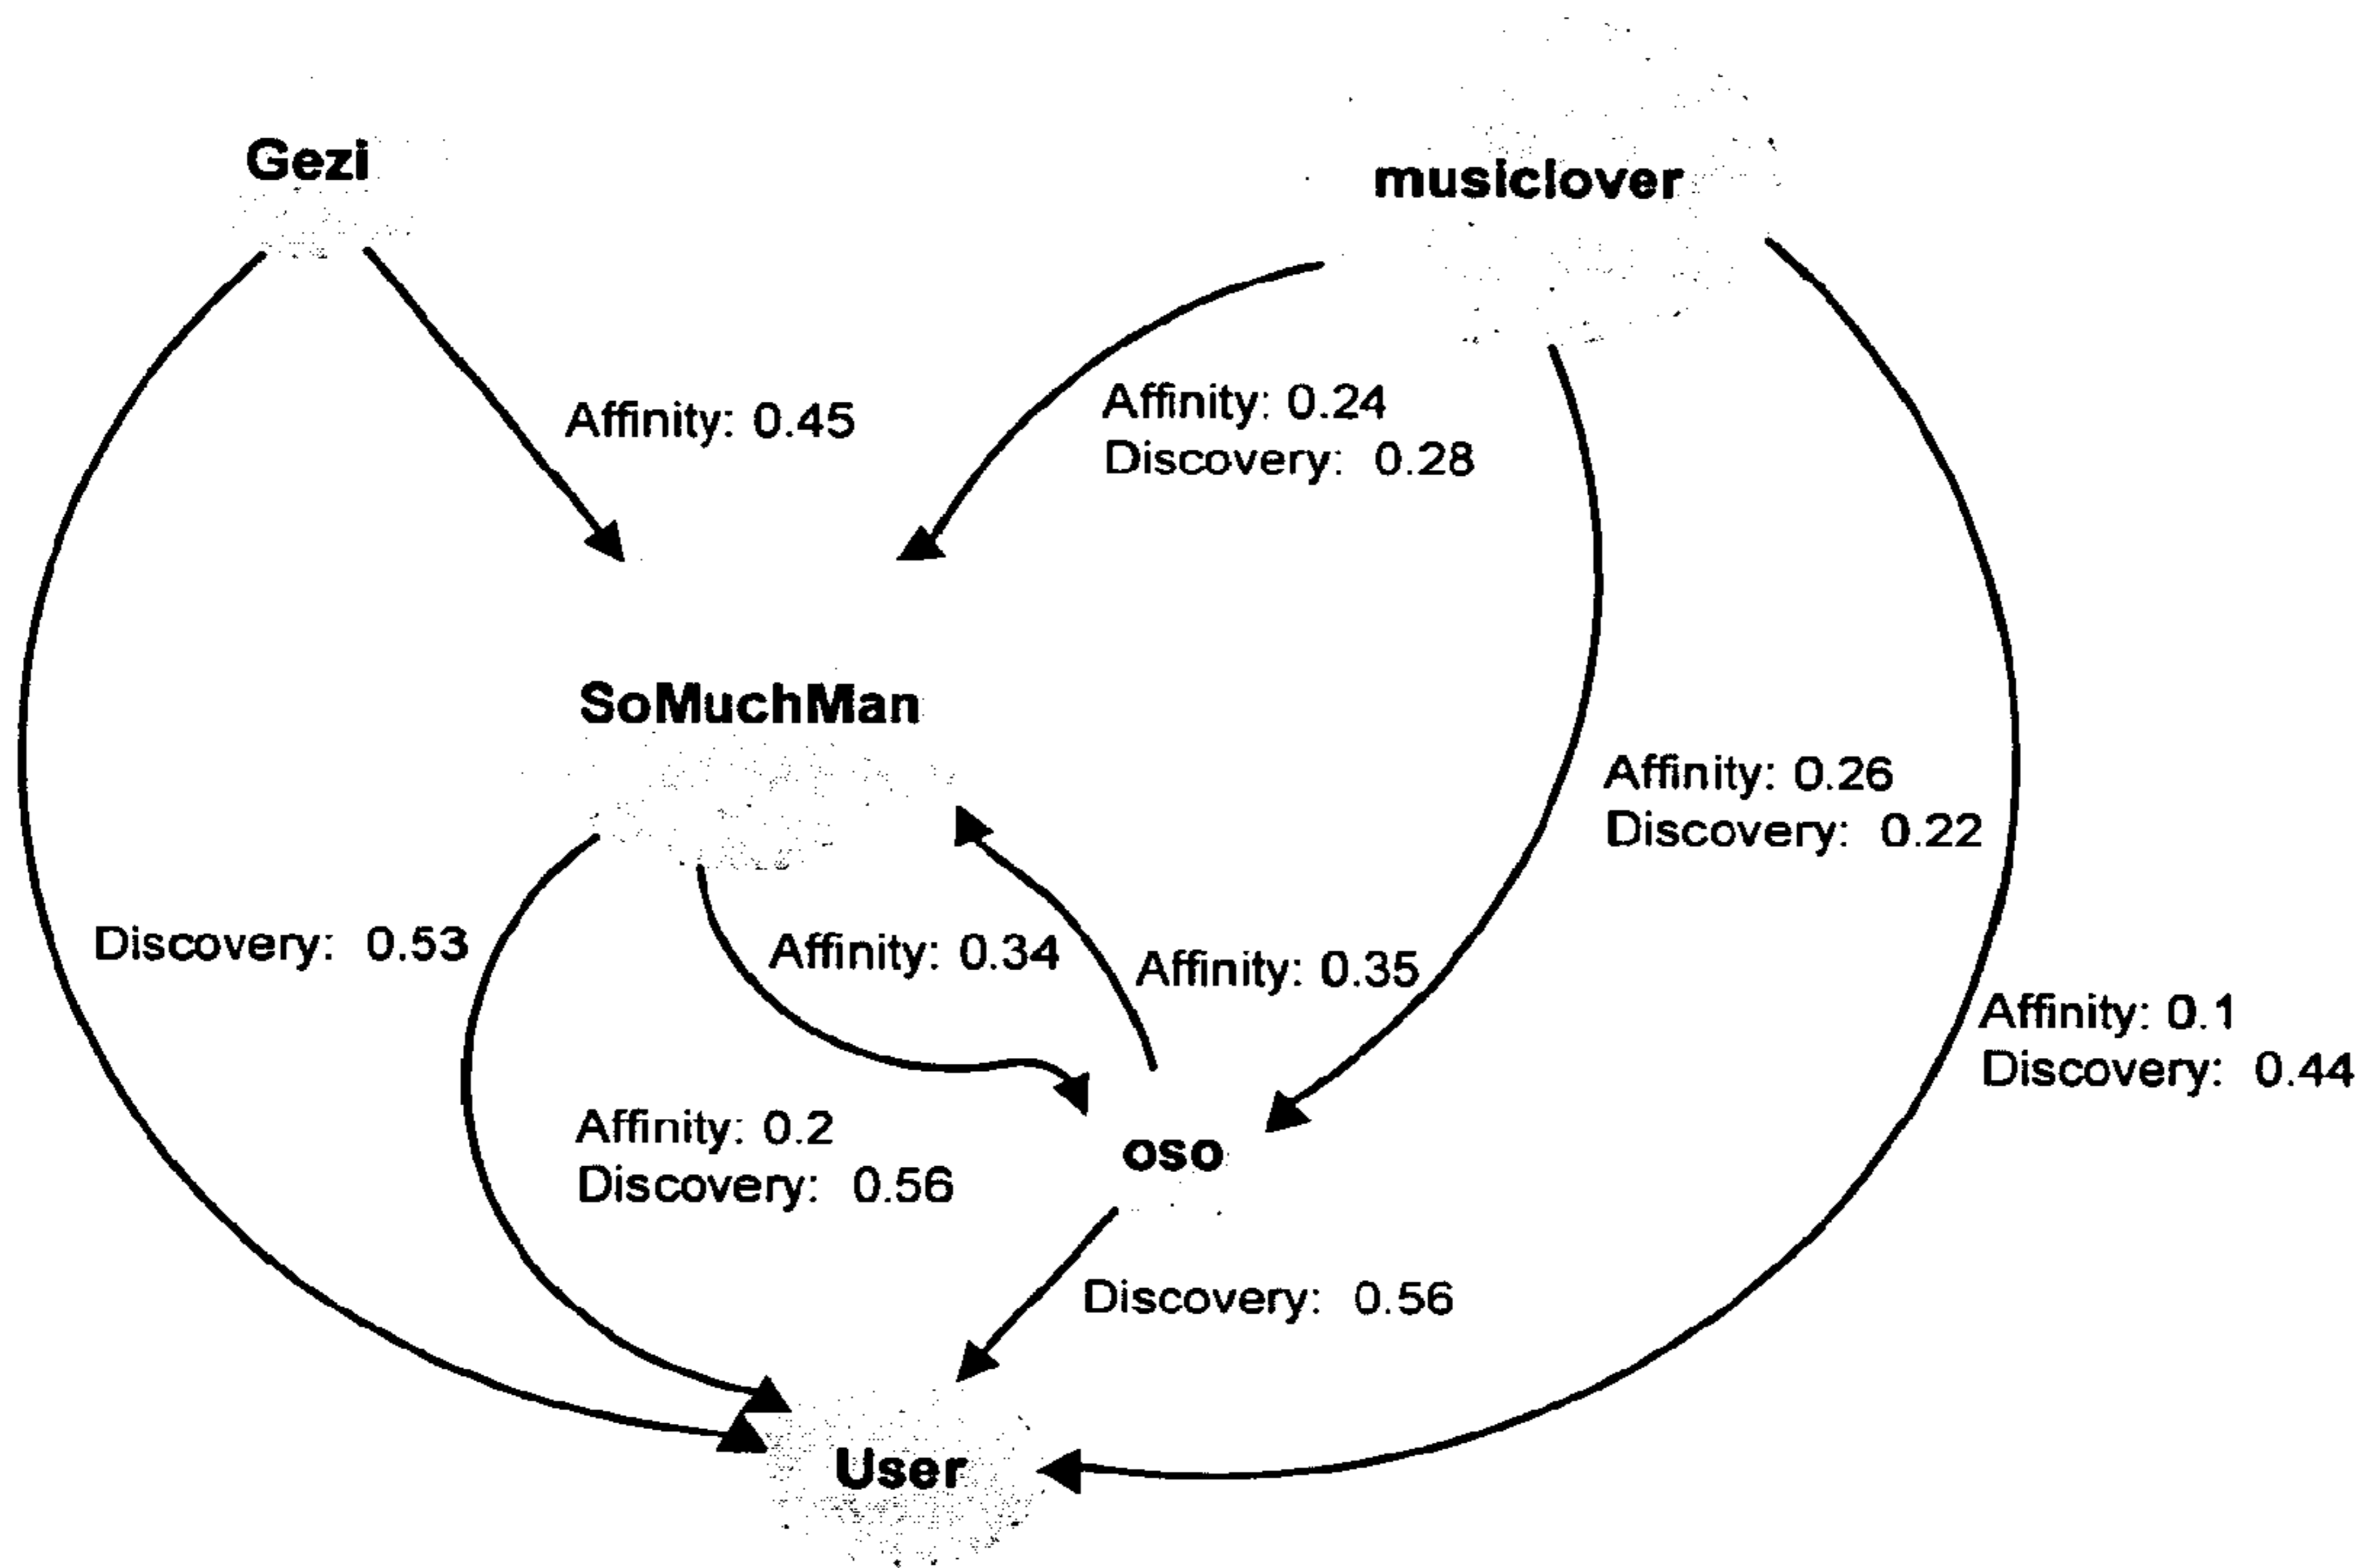 Gezi
musiclover
Affinity: 0.45
Affinity: 0.24
Discovery: 0.28
SoMuchMan
Affinity: 0.26
Discovery: 0.22
Discovery: 0.53
Affinity: 0.34
Affinity: 0.35
Affinity: 0.1
Discovery: 0.44
Affinity: 0.2
Discovery: 0.56
oso
Discovery: 0.56
User